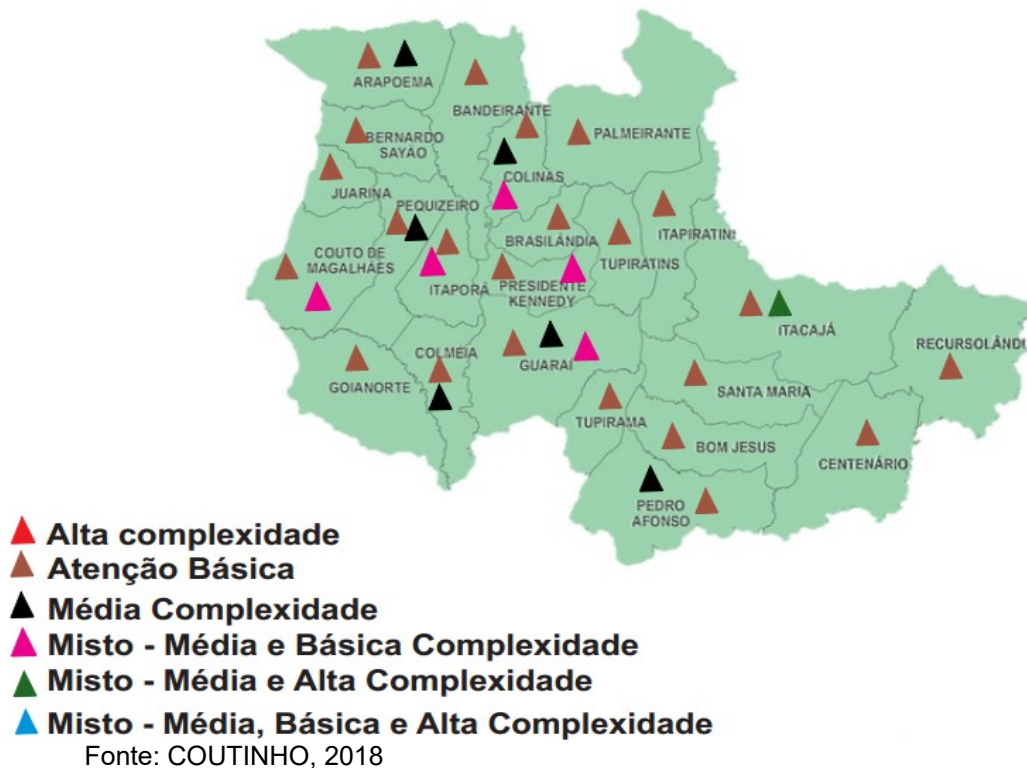 ARAPOEMA
BANDEIRANTE
BERNARDO
SAYÃO
PALMEIRANTE
COLINAS
JUARINA
PEQUIZEIRO
ITAPIRATINI
BRASILÂNDIA
COUTO DE
MAGALHÃES
TUPIRATINS
ITAPORÃ
PRESIDENTE
KENNEDY
ITACAJÁ
RECURSOLÂNDI
COLMEIA
GUARAÍ
GOIANORTE
SANTA MARIA
TUPIRAMA
BOM JESUS
CENTENÁRIO
PEDRO
AFONSO
Alta complexidade
Atenção Básica
Média Complexidade
Misto - Média e Básica Complexidade
Misto - Média e Alta Complexidade
Misto - Média, Básica e Alta Complexidade
Fonte: COUTINHO, 2018